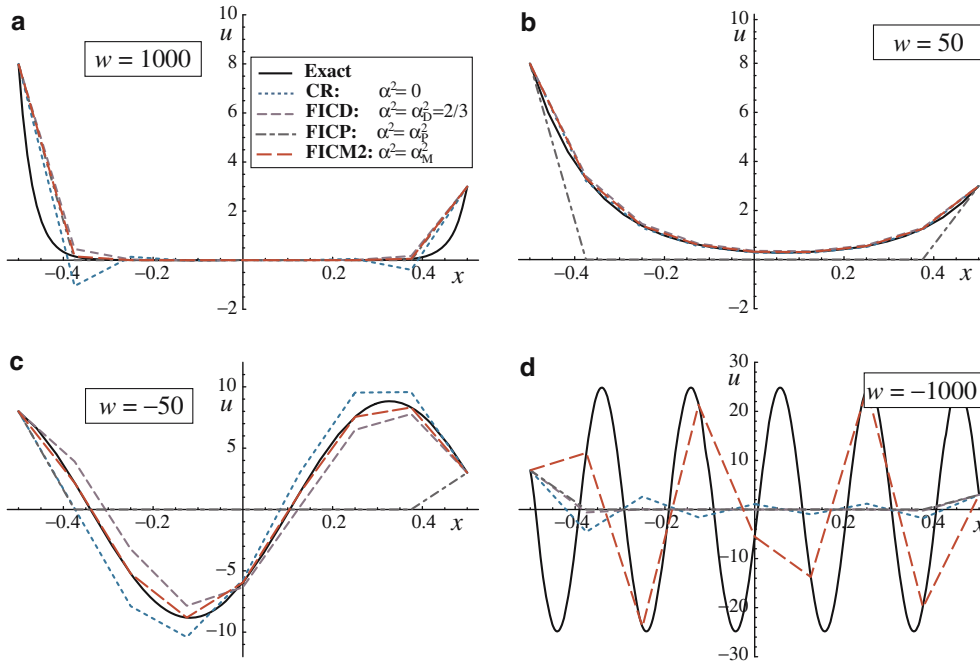 a
w = 1000
u
10
8
6
4
2
−2
−0.4
−0.2
0.2
0.4
x
Exact
CR: α²= 0
FICD: α²= α²_D=2/3
FICP: α²= α²_P
FICM2: α²= α²_M
b
w = 50
u
10
8
6
4
2
−2
−0.4
−0.2
0.2
0.4
x
c
w = −50
u
10
5
−5
−10
−0.4
−0.2
0.2
0.4
x
d
w = −1000
u
30
20
10
−10
−20
−30
−0.4
−0.2
0.2
0.4
x